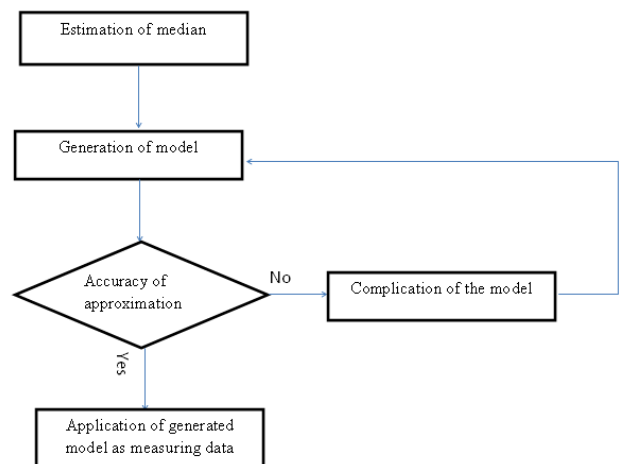 Estimation of median
Generation of model
Accuracy of
approximation
No
Complication of the model
Yes
Application of generated
model as measuring data